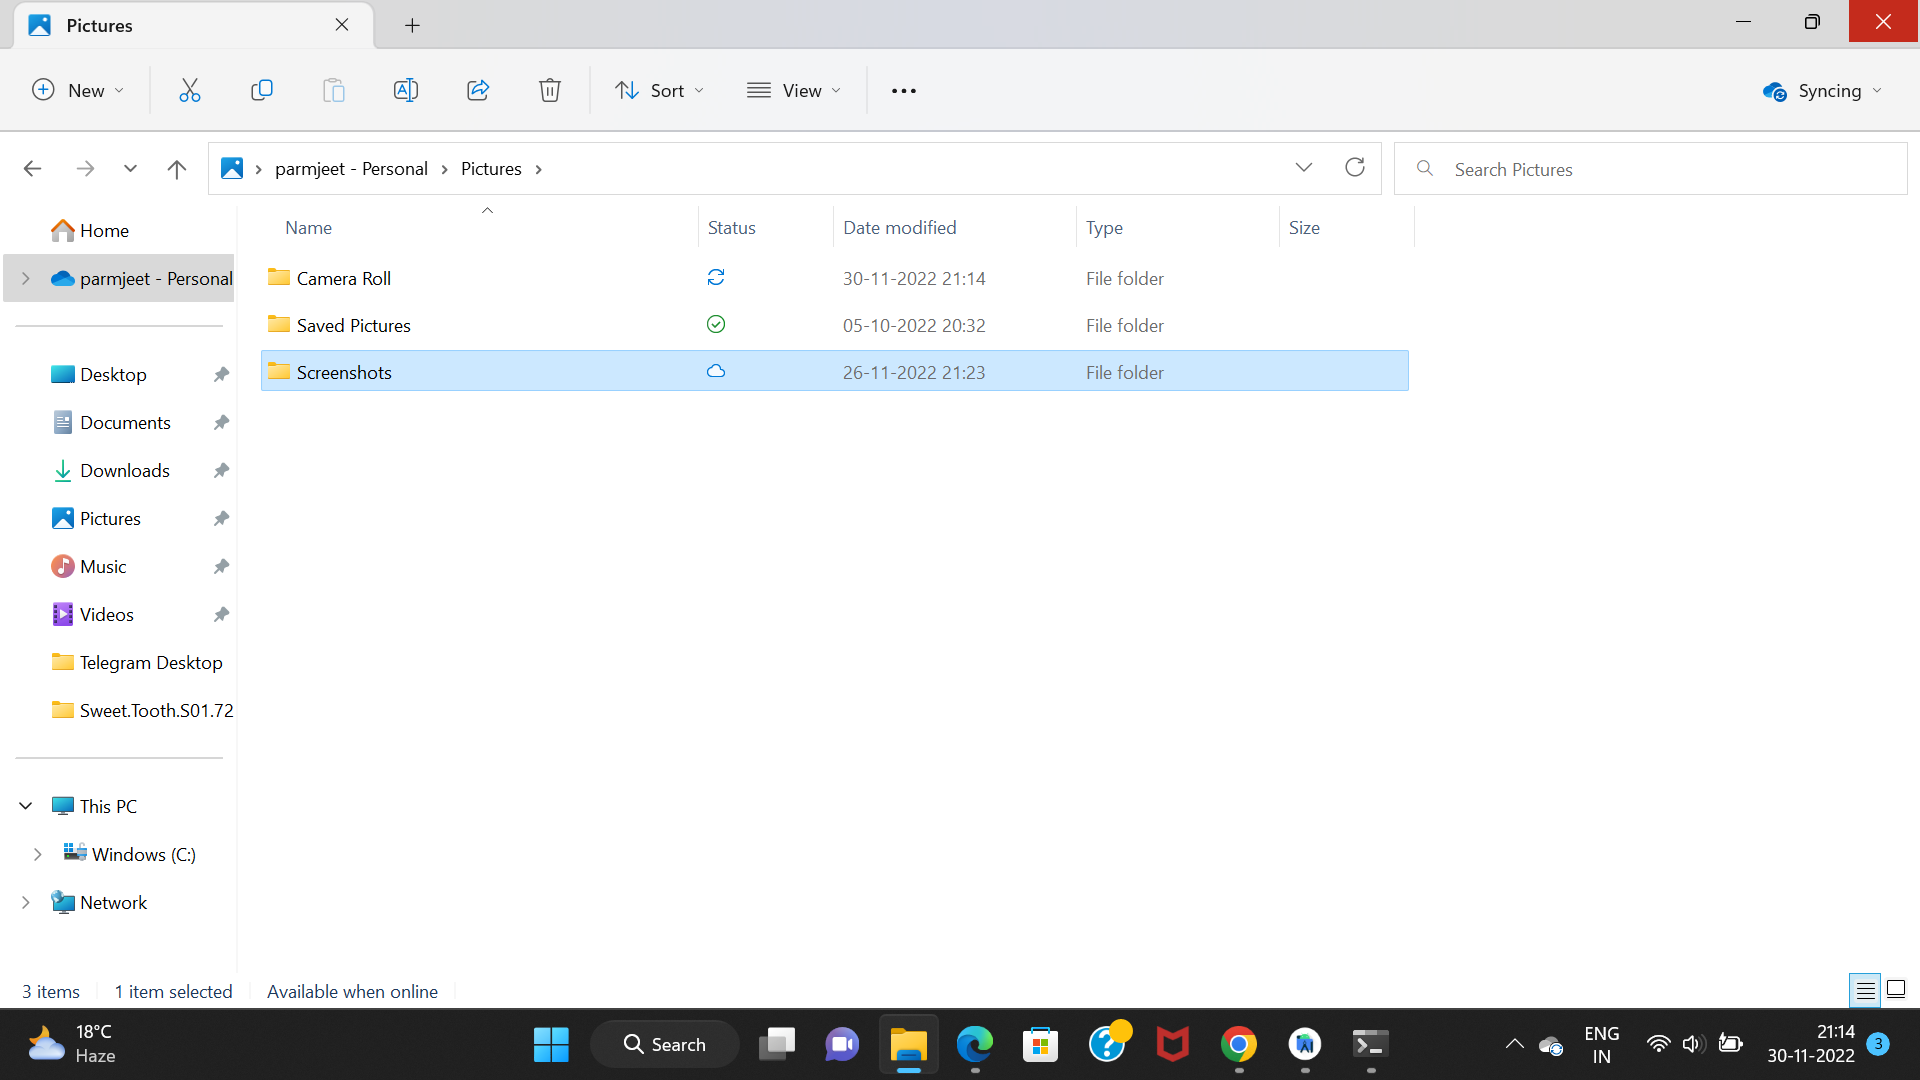 Pictures
New
Sort
View
Syncing
parmjeet - Personal
Pictures
Search Pictures
Name
Status
Date modified
Type
Size
Camera Roll
30-11-2022 21:14
File folder
Saved Pictures
05-10-2022 20:32
File folder
Screenshots
26-11-2022 21:23
File folder
Home
parmjeet - Personal
Desktop
Documents
Downloads
Pictures
Music
Videos
Telegram Desktop
Sweet.Tooth.S01.72
This PC
Windows (C:)
Network
3 items
1 item selected
Available when online
18°C
Haze
Search
ENG
IN
21:14
30-11-2022
3